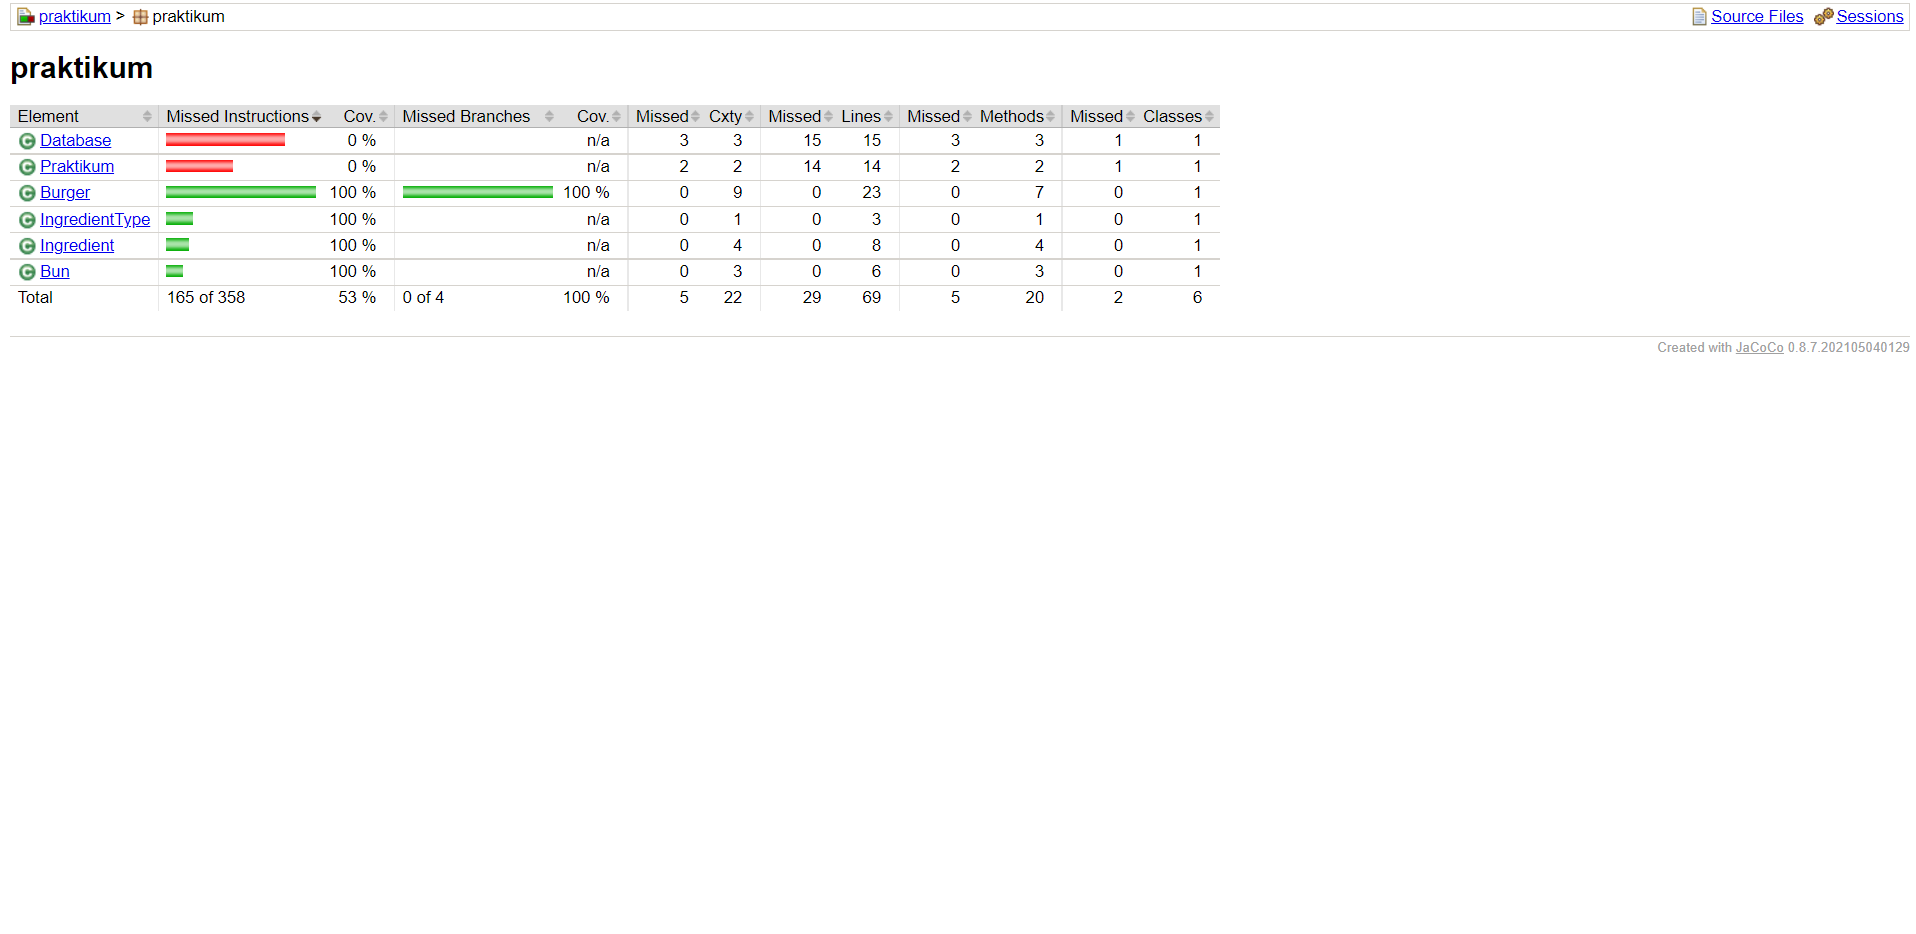 praktikum > praktikum Source Files Sessions
praktikum
Element Missed Instructions Cov. Missed Branches Cov. Missed Cxty Missed Lines Missed Methods Missed Classes
Database 0 % n/a 3 3 15 15 3 3 1 1
Praktikum 0 % n/a 2 2 14 14 2 2 1 1
Burger 100 % 100 % 0 9 0 23 0 7 0 1
IngredientType 100 % n/a 0 1 0 3 0 1 0 1
Ingredient 100 % n/a 0 4 0 8 0 4 0 1
Bun 100 % n/a 0 3 0 6 0 3 0 1
Total 165 of 358 53 % 0 of 4 100 % 5 22 29 69 5 20 2 6
Created with JaCoCo 0.8.7.202105040129